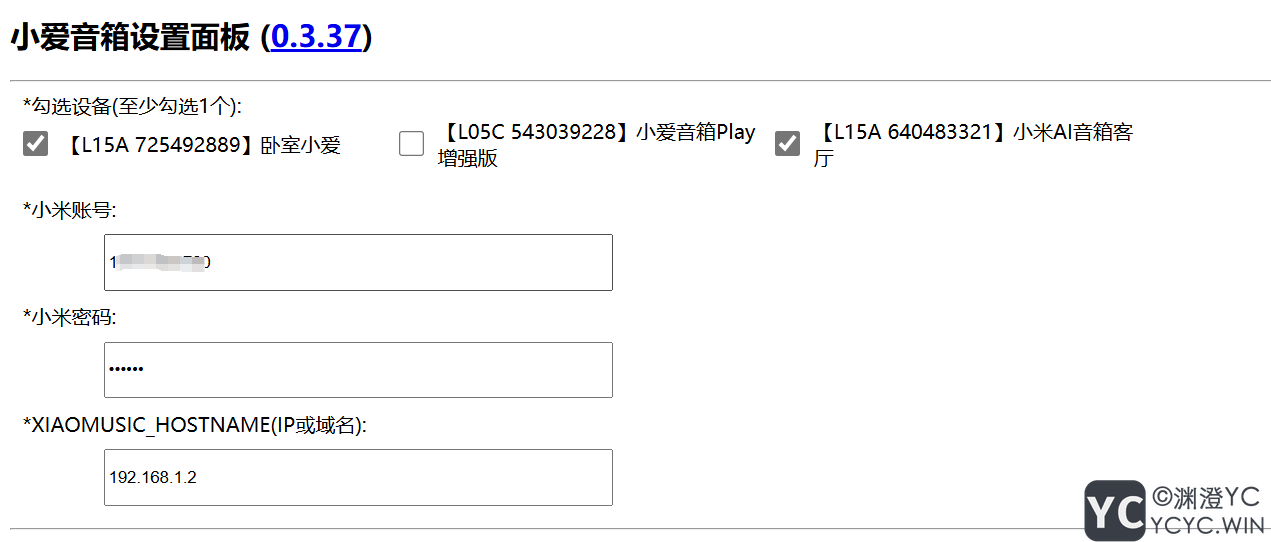 小爱音箱设置面板 (0.3.37)
*勾选设备(至少勾选1个):
【L15A 725492889】卧室小爱
【L05C 543039228】小爱音箱Play
增强版
【L15A 640483321】小米AI音箱客
厅
*小米账号:
*小米密码:
••••••
*XIAOMUSIC_HOSTNAME(IP或域名):
192.168.1.2
YC
©渊澄YC
YCYC.WIN